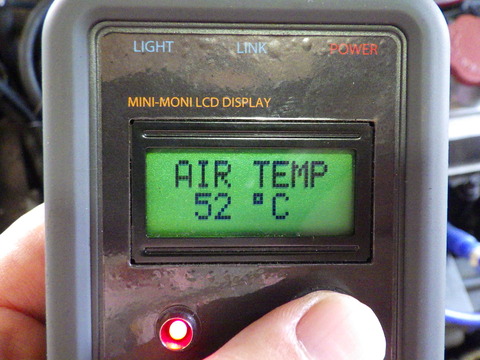 LIGHT LINK POWER
MINI-MONI LCD DISPLAY
AIR TEMP
52 °C